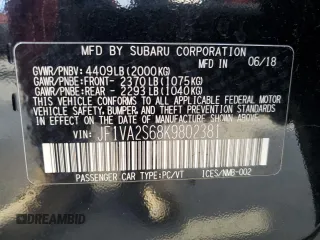 MFD. BY SUBARU CORPORATION
GVWR/PNBV: 4409LB(2000KG) 06/18
GAWR/PNBE:FRONT- 2370LB(1075KG)
GAWR/PNBE:REAR - 2293LB(1040KG)
THIS VEHICLE CONFORMS TO ALL APPLICABLE
FEDERAL MOTOR VEHICLE SAFETY, BUMPER,
AND THEFT PREVENTION STANDARDS IN EFFECT
ON THE DATE OF MANUFACTURE SHOWN ABOVE.
VIN: JF1VA2S68K9802381
PASSENGER CAR TYPE:PC/VT ICES/NMB-002
DREAMBID